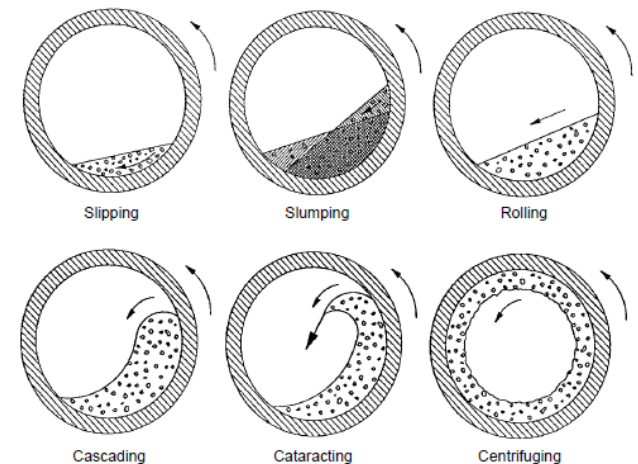 Slipping
Slumping
Rolling
Cascading
Cataracting
Centrifuging